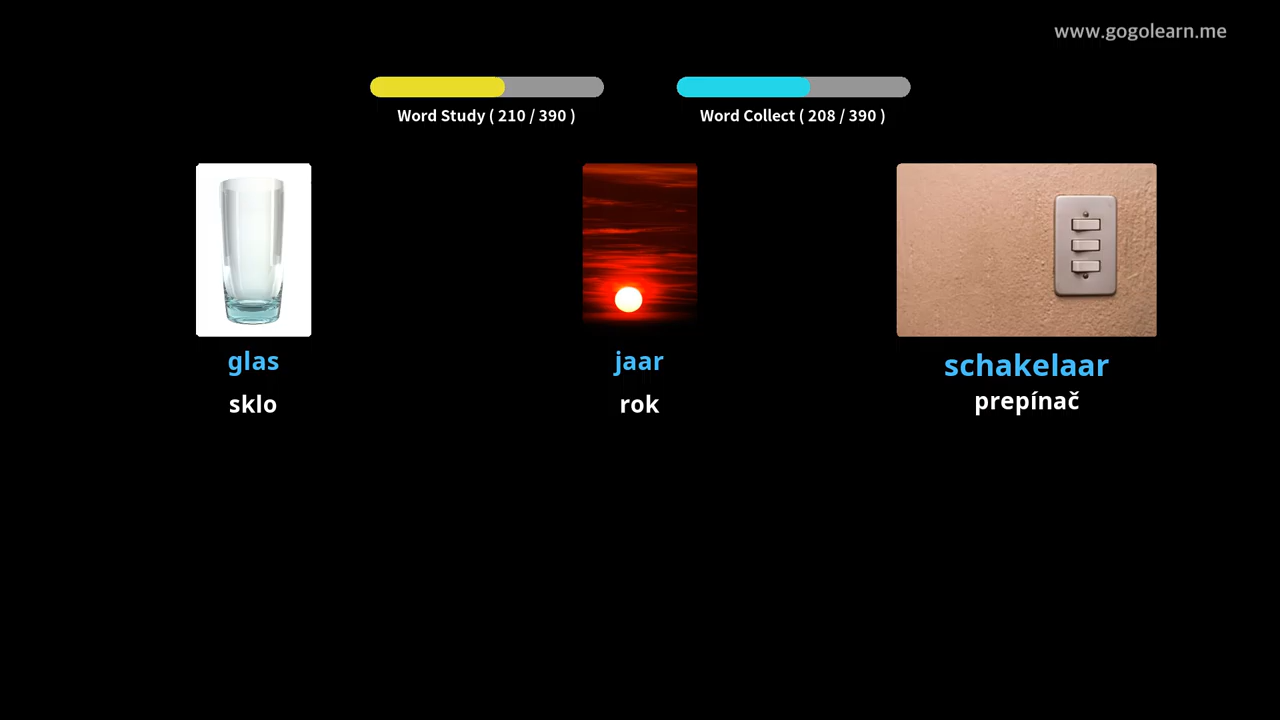 www.gogolearn.me
Word Study ( 210 / 390 )
Word Collect ( 208 / 390 )
glas
jaar
schakelaar
sklo
rok
prepínač